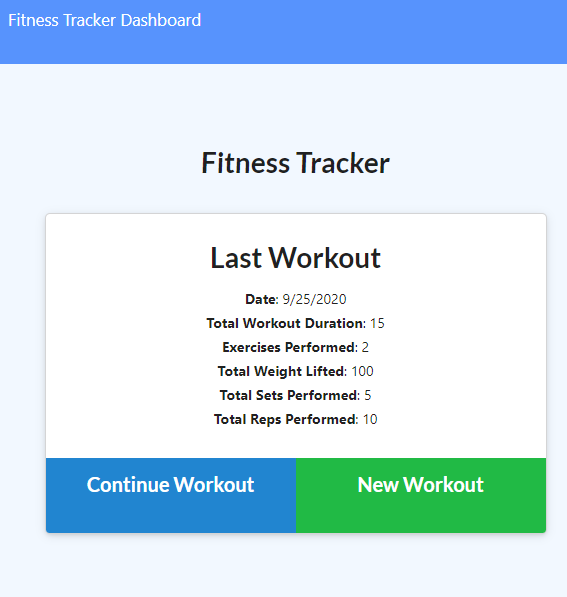 Fitness Tracker Dashboard
Fitness Tracker
Last Workout
Date: 9/25/2020
Total Workout Duration: 15
Exercises Performed: 2
Total Weight Lifted: 100
Total Sets Performed: 5
Total Reps Performed: 10
Continue Workout
New Workout